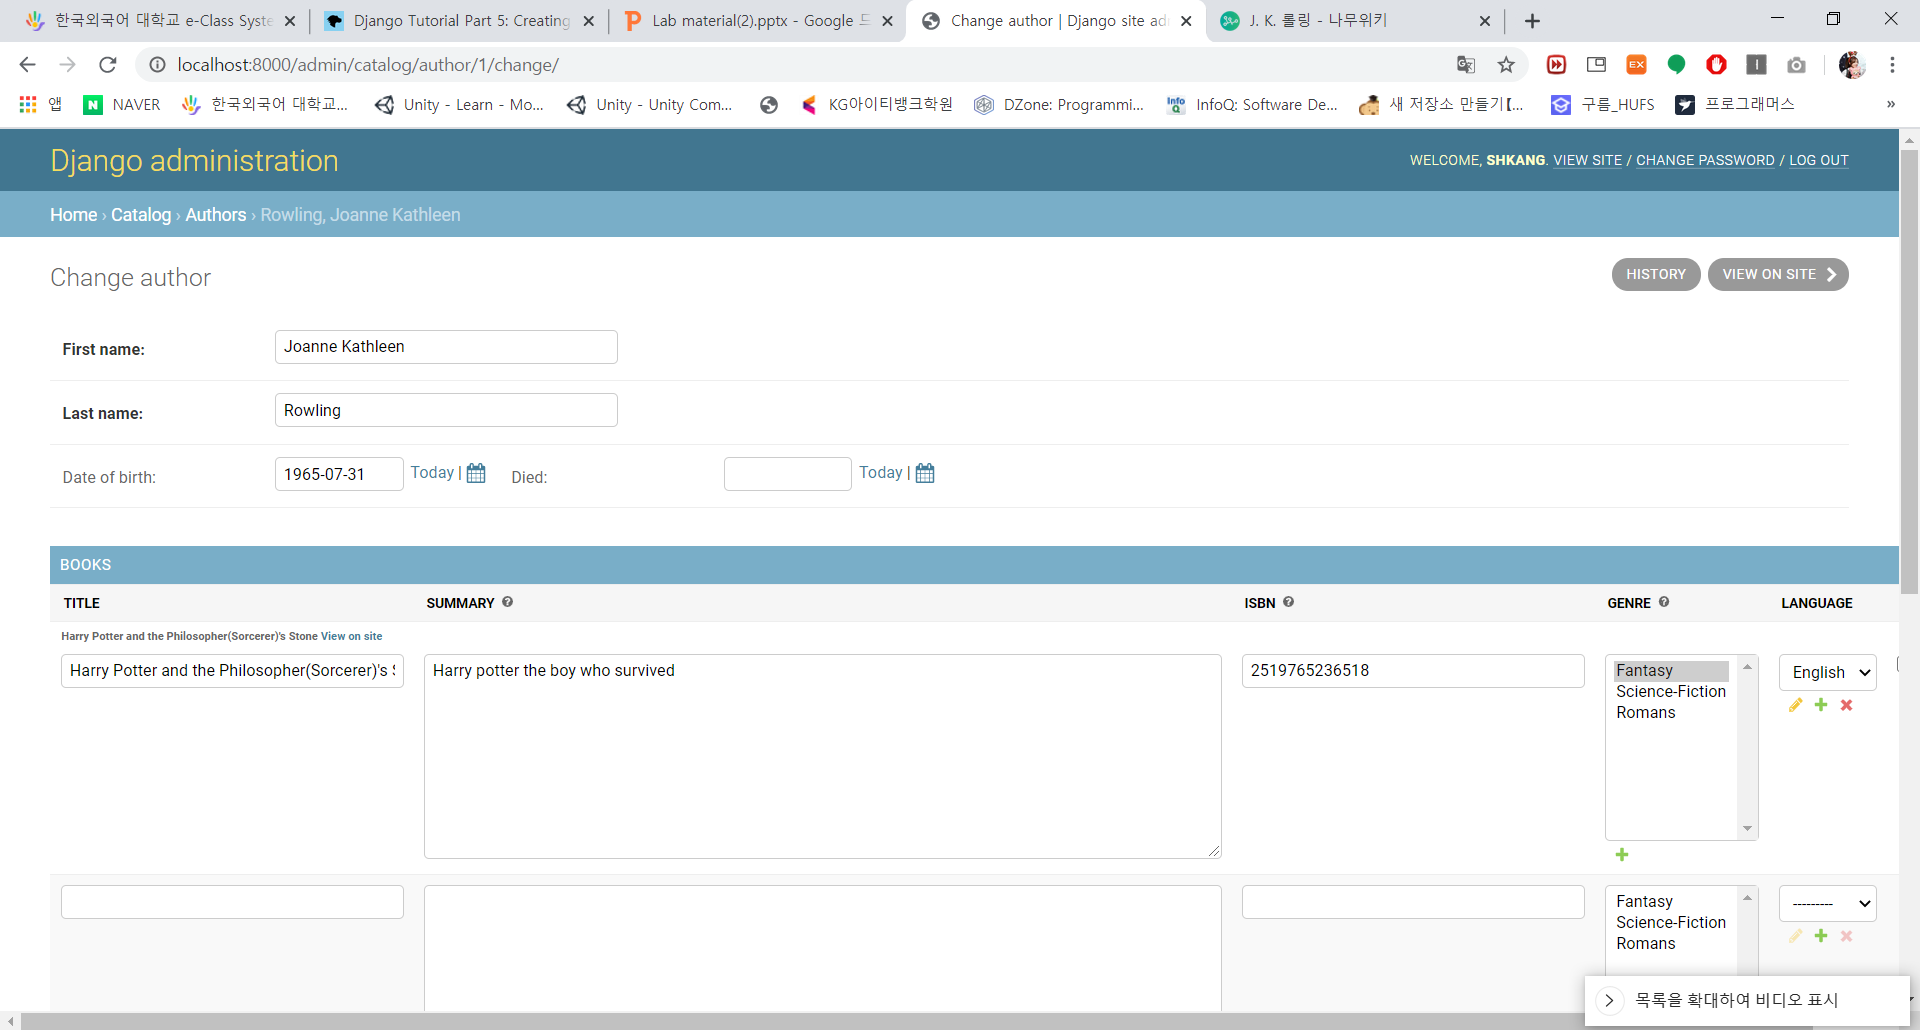 한국외국어 대학교 e-Class Syste
Django Tutorial Part 5: Creating
Lab material(2).pptx - Google 드
Change author | Django site ad
J. K. 롤링 - 나무위키
localhost:8000/admin/catalog/author/1/change/
앱 NAVER 한국외국어 대학교... Unity - Learn - Mo... Unity - Unity Com... KG아이티뱅크학원 DZone: Programmi... InfoQ: Software De... 새 저장소 만들기【... 구름_HUFS 프로그래머스 »
Django administration
WELCOME, SHKANG. VIEW SITE / CHANGE PASSWORD / LOG OUT
Home › Catalog › Authors › Rowling, Joanne Kathleen
Change author
HISTORY VIEW ON SITE
First name: Joanne Kathleen
Last name: Rowling
Date of birth: 1965-07-31 Today | Died: Today |
BOOKS
TITLE SUMMARY ISBN GENRE LANGUAGE
Harry Potter and the Philosopher(Sorcerer)'s Stone View on site
Harry Potter and the Philosopher(Sorcerer)'s S
Harry potter the boy who survived
2519765236518
Fantasy
Science-Fiction
Romans
English
Fantasy
Science-Fiction
Romans
---------
목록을 확대하여 비디오 표시